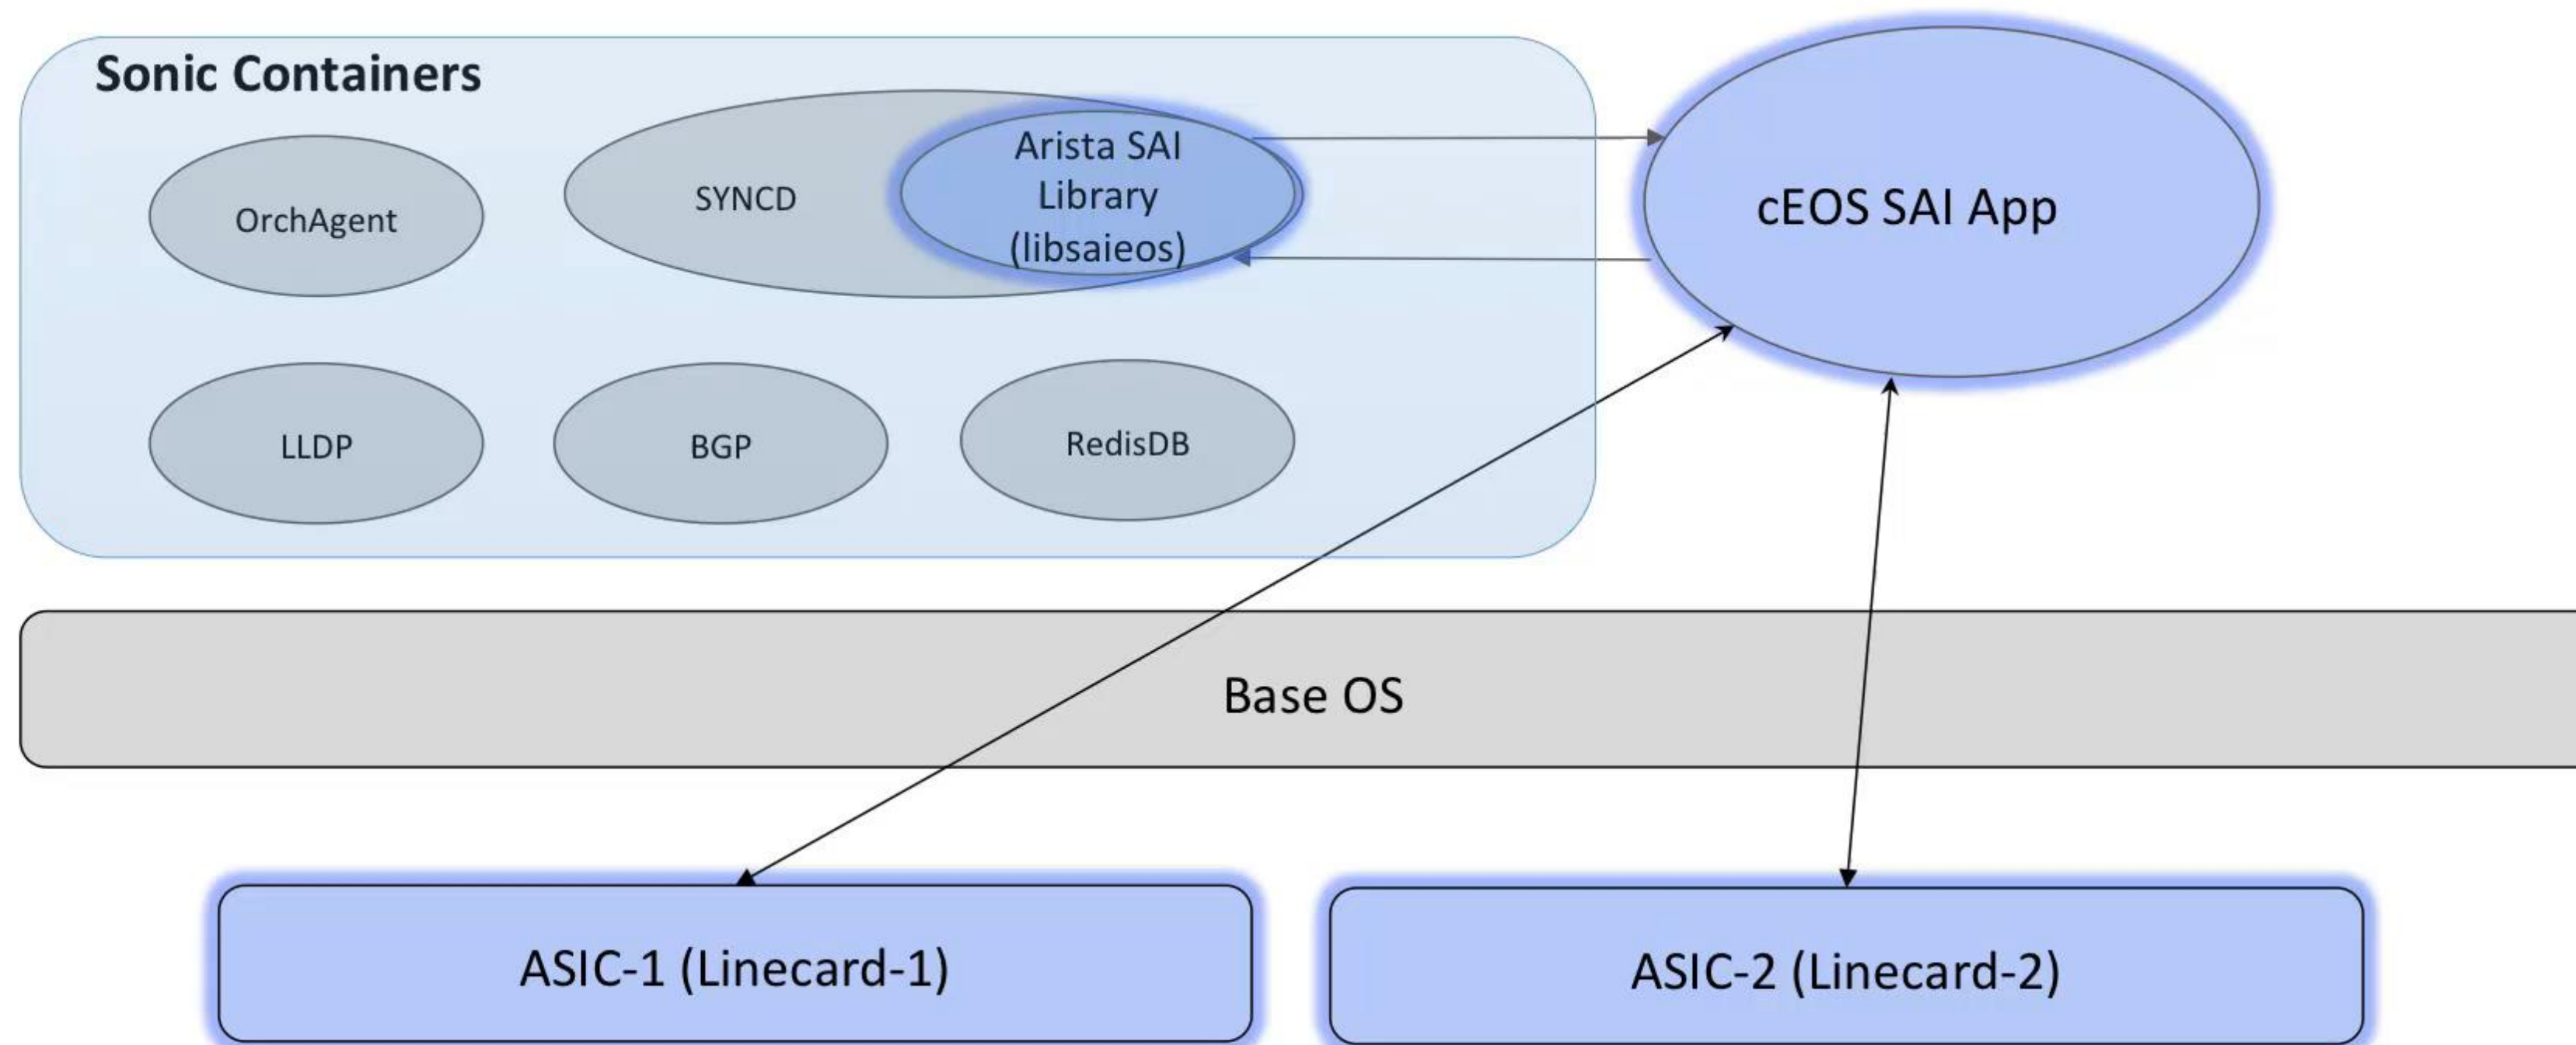 Sonic Containers
OrchAgent
SYNCD
Arista SAI
Library
(libsaieos)
cEOS SAI App
LLDP
BGP
RedisDB
Base OS
ASIC-1 (Linecard-1)
ASIC-2 (Linecard-2)